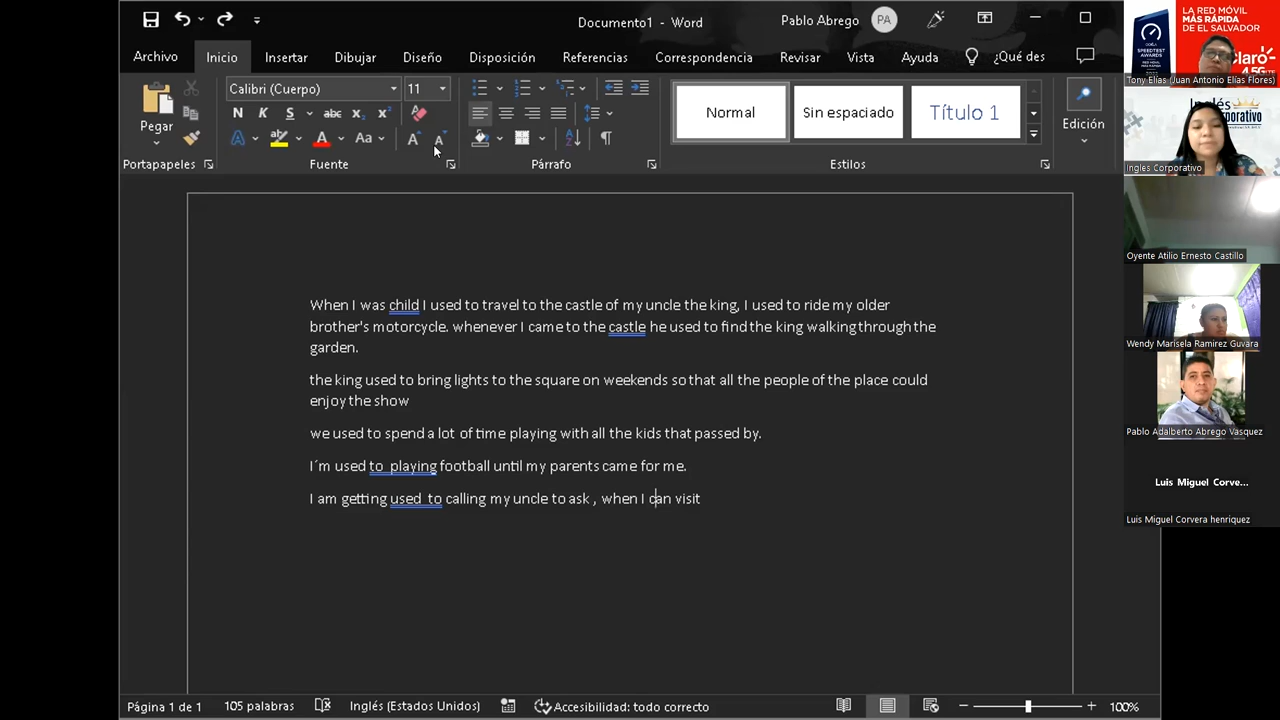 Documento1 - Word
Pablo Abrego
PA
Archivo
Inicio
Insertar
Dibujar
Diseño
Disposición
Referencias
Correspondencia
Revisar
Vista
Ayuda
¿Qué des
Pegar
Portapapeles
Calibri (Cuerpo)
11
N K S abc x₂ x²
A Aa A A
Fuente
Párrafo
Normal
Sin espaciado
Título 1
Estilos
Edición
When I was child I used to travel to the castle of my uncle the king, I used to ride my older
brother's motorcycle. whenever I came to the castle he used to find the king walking through the
garden.
the king used to bring lights to the square on weekends so that all the people of the place could
enjoy the show
we used to spend a lot of time playing with all the kids that passed by.
I´m used to playing football until my parents came for me.
I am getting used to calling my uncle to ask , when I can visit
Página 1 de 1
105 palabras
Inglés (Estados Unidos)
Accesibilidad: todo correcto
100%
LA RED MÓVIL
MÁS RÁPIDA
DE EL SALVADOR
SPEEDTEST
AWARDS
Claro
Tony Elías (Juan Antonio Elías Flores)
Ingles Corporativo
Oyente Atilio Ernesto Castillo
Wendy Marisela Ramirez Guvara
Pablo Adalberto Abrego Vasquez
Luis Miguel Corve...
Luis Miguel Corvera henriquez